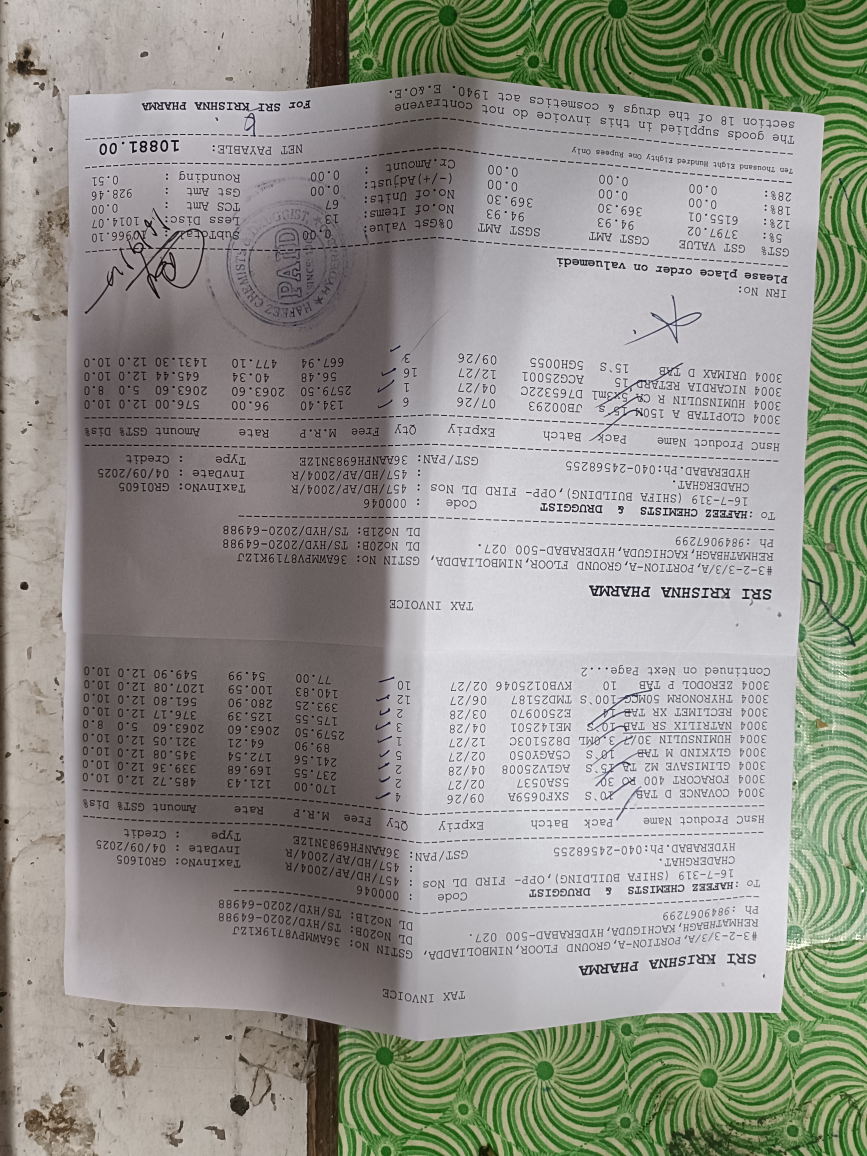 TAX INVOICE
SRI KRISHNA PHARMA
#3-2-3/3/A, PORTION-A, GROUND FLOOR, NIMBOLIADDA, GSTIN No: 36AWMPV8719K1ZJ
REHMATHBAGH, KACHIGUDA, HYDERABAD-500 027. DL No20B: TS/HYD/2020-64988
Ph :9849067299 DL No21B: TS/HYD/2020-64988
To :HAFEEZ CHEMISTS & DRUGGIST Code : 000046
16-7-319 (SHIFA BUILDING), OPP- FIRD DL Nos : 457/HD/AP/2004/R TaxInvNo: GR01605
CHADERGHAT. : 457/HD/AP/2004/R InvDate : 04/09/2025
HYDERABAD.Ph:040-24568255 GST/PAN: 36AANFH6983N1ZE Type : Credit
HsnC Product Name Pack Batch Expriy Qty Free M.R.P Rate Amount GST% Dis%
3004 COVANCE D TAB 10`S SXF0659A 09/26 4 170.00 121.43 485.72 12.0 10.0
3004 FORACORT 400 RO 30 55A0537 02/27 2 237.55 169.68 339.36 12.0 10.0
3004 GLIMISAVE M2 TA 15`S AGLV25008 04/28 2 241.56 172.54 345.08 12.0 10.0
3004 GLYKIND M TAB 10`S C5AGX050 02/27 5 89.90 64.21 321.05 12.0 10.0
3004 HUMINSULIN 30/7 3.0ML D825103C 12/27 1 2579.50 2063.60 2063.60 5.0 8.0
3004 NATRILIX SR TAB 10`S MEI42501 04/28 3 175.55 125.39 376.17 12.0 10.0
3004 RECLIMET XR TAB 14 EZ500970 03/28 2 393.25 280.90 561.80 12.0 10.0
3004 THYRONORM 50MCG 100`S TMD25187 06/27 12 140.83 100.59 1207.08 12.0 10.0
3004 ZERODOL P TAB 10 KVB0125046 02/27 10 77.00 54.99 549.90 12.0 10.0
Continued on Next Page...2
TAX INVOICE
SRI KRISHNA PHARMA
#3-2-3/3/A, PORTION-A, GROUND FLOOR, NIMBOLIADDA, GSTIN No: 36AWMPV8719K1ZJ
REHMATHBAGH, KACHIGUDA, HYDERABAD-500 027. DL No20B: TS/HYD/2020-64988
Ph :9849067299 DL No21B: TS/HYD/2020-64988
To :HAFEEZ CHEMISTS & DRUGGIST Code : 000046
16-7-319 (SHIFA BUILDING), OPP- FIRD DL Nos : 457/HD/AP/2004/R TaxInvNo: GR01605
CHADERGHAT. : 457/HD/AP/2004/R InvDate : 04/09/2025
HYDERABAD.Ph:040-24568255 GST/PAN: 36AANFH6983N1ZE Type : Credit
HsnC Product Name Pack Batch Expriy Qty Free M.R.P Rate Amount GST% Dis%
3004 CLOPITAB A 150M 15`S JB00293 07/26 6 134.40 96.00 576.00 12.0 10.0
3004 HUMINSULIN R CA 5x3ml D76532C 04/27 1 2579.50 2063.60 2063.60 5.0 8.0
3004 NICARDIA RETARD 15 ACG25001 12/27 16 56.48 40.34 645.44 12.0 10.0
3004 URIMAX D TAB 15`S 5GH0055 09/26 3 667.94 477.10 1431.30 12.0 10.0
IRN No:
Please place order on valuemedi
GST% GST VALUE CGST AMT SGST AMT 0%Gst Value: 0.00 SubTotal : 10966.10
5%: 3797.02 94.93 94.93 No.of Items: 13 Less Disc: 1014.07
12%: 6155.01 369.30 369.30 No.of Units: 67 TCS Amt : 0.00
18%: 0.00 0.00 0.00 (-/+)Adjust: 0.00 Gst Amt : 928.46
28%: 0.00 0.00 0.00 Cr.Amount : 0.00 Rounding : 0.51
Ten Thousand Eight Hundred Eighty One Rupees Only NET PAYABLE: 10881.00
The goods supplied in this invoice do not contravene
section 18 of the drugs & cosmetics act 1940. E.&O.E. For SRI KRISHNA PHARMA
HAFEEZ CHEMISTS
PAID